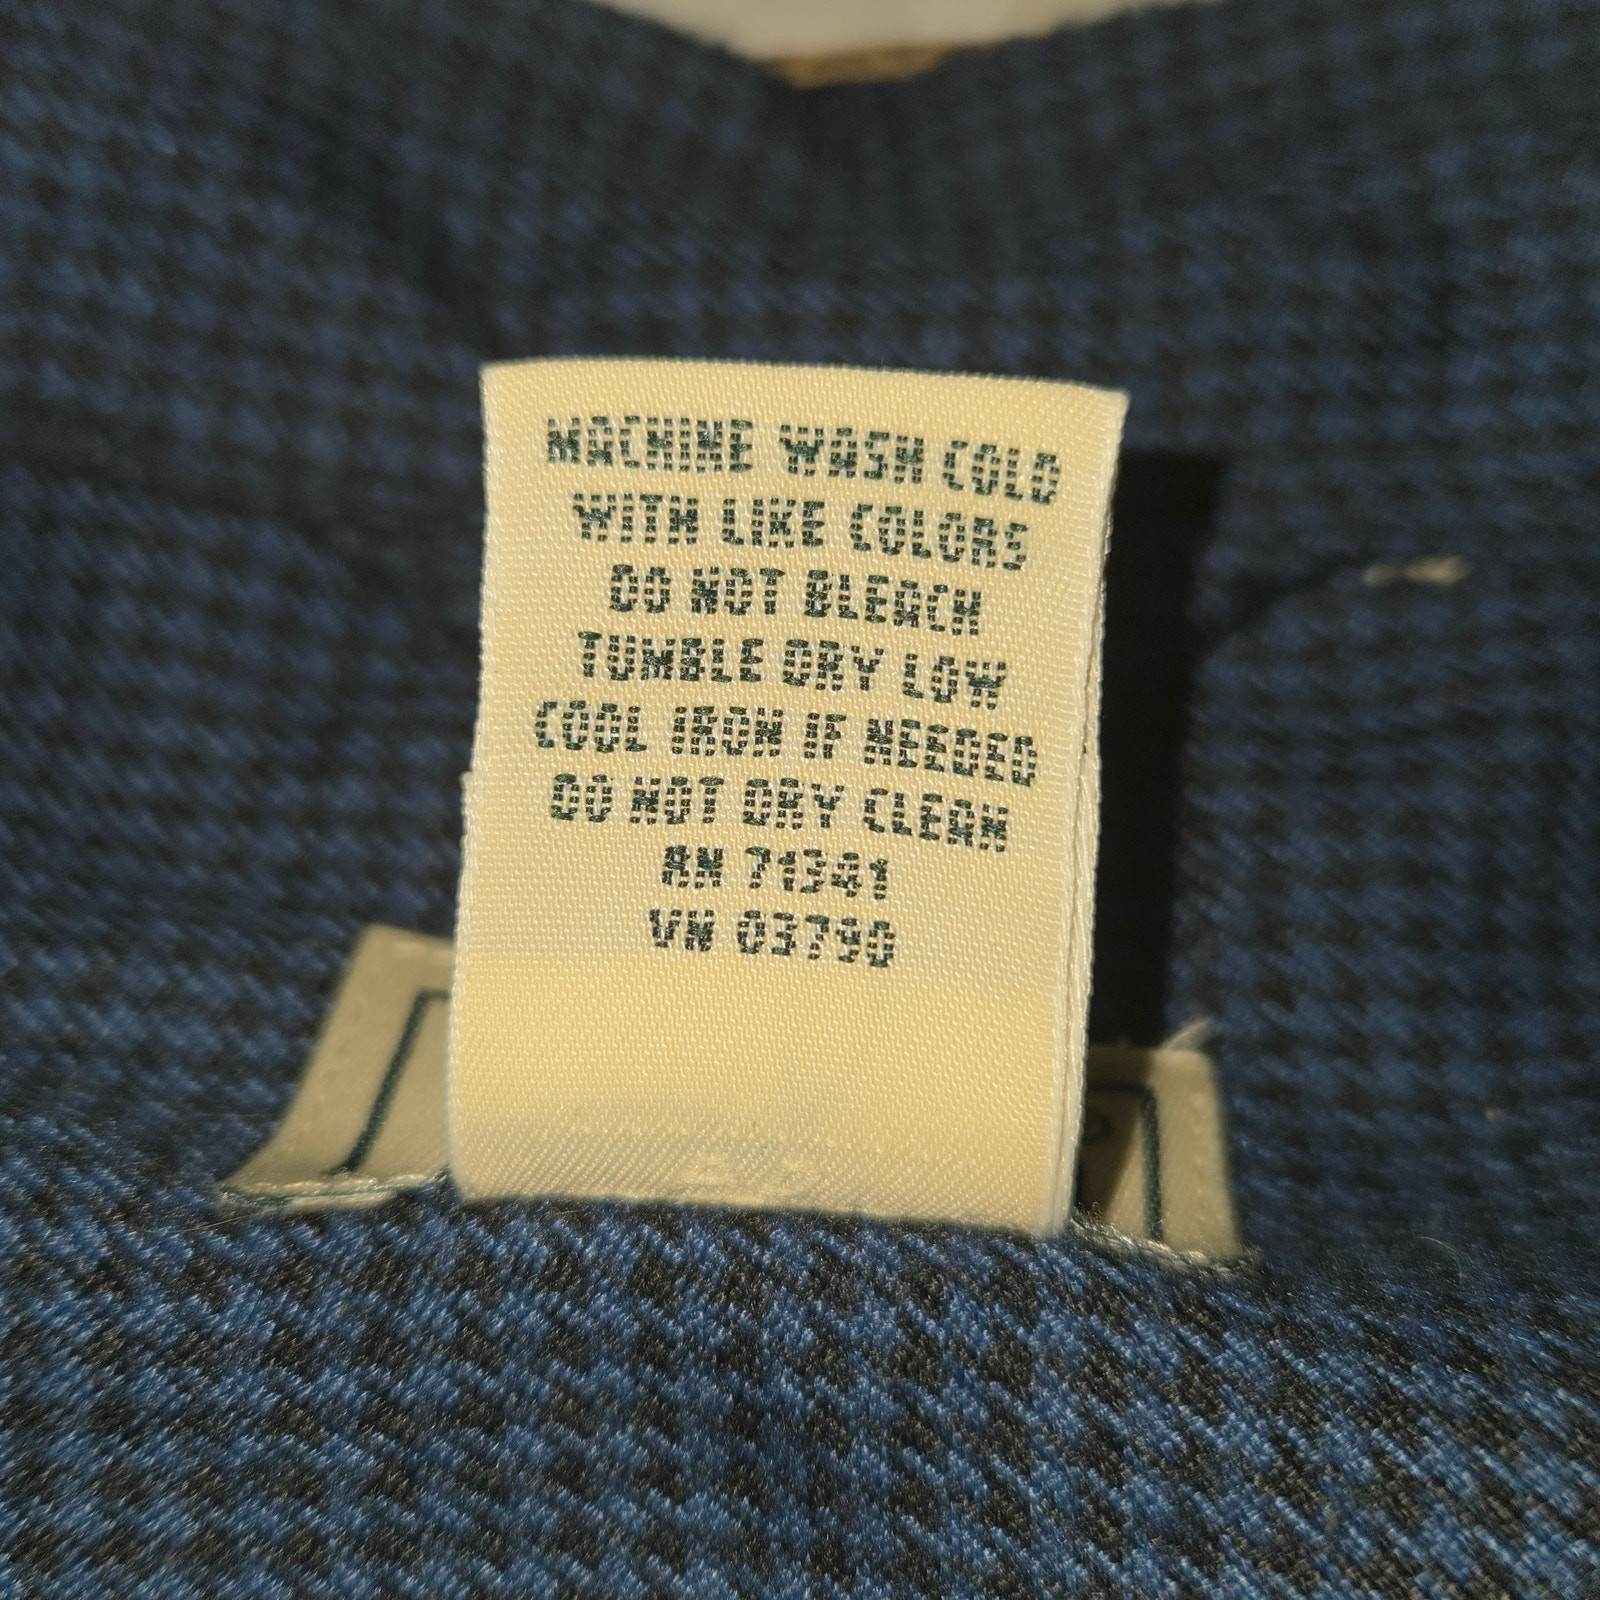 MACHINE WASH COLD
WITH LIKE COLORS
DO NOT BLEACH
TUMBLE DRY LOW
COOL IRON IF NEEDED
DO NOT DRY CLEAN
RN 71341
VN 03790